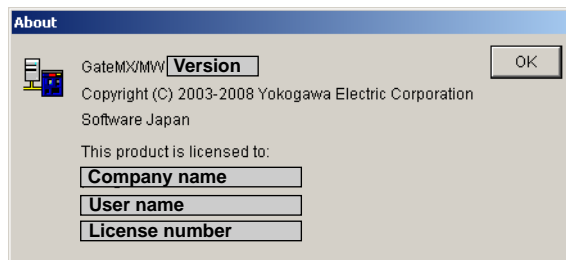 About
GateMX/MW Version
OK
Copyright (C) 2003-2008 Yokogawa Electric Corporation
Software Japan
This product is licensed to:
Company name
User name
License number